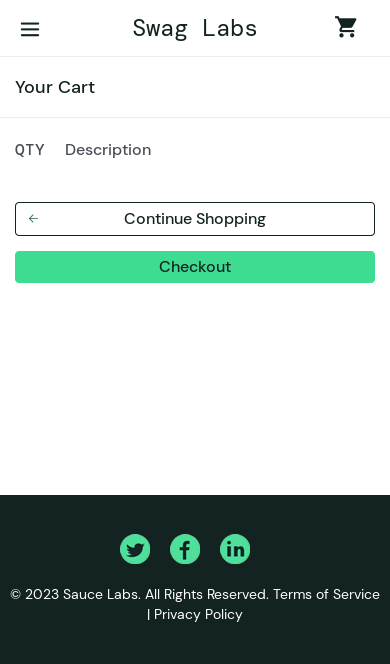 Swag Labs
Your Cart
QTY Description
Continue Shopping
Checkout
© 2023 Sauce Labs. All Rights Reserved. Terms of Service
| Privacy Policy